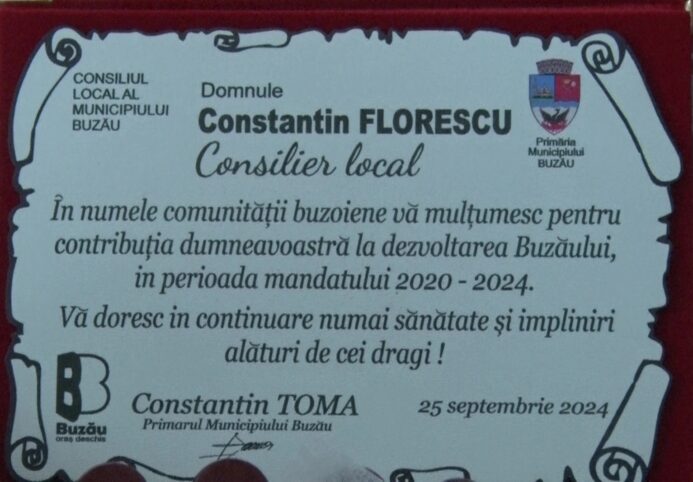 CONSILIUL
LOCAL AL
MUNICIPIULUI
BUZĂU
Domnule
Constantin FLORESCU
Consilier local
Primăria
Municipiului
BUZĂU
În numele comunității buzoiene vă mulțumesc pentru
contribuția dumneavoastră la dezvoltarea Buzăului,
in perioada mandatului 2020 - 2024.
Vă doresc in continuare numai sănătate și impliniri
alături de cei dragi !
BB
Buzău
oraș deschis
Constantin TOMA
Primarul Municipiului Buzău
25 septembrie 2024